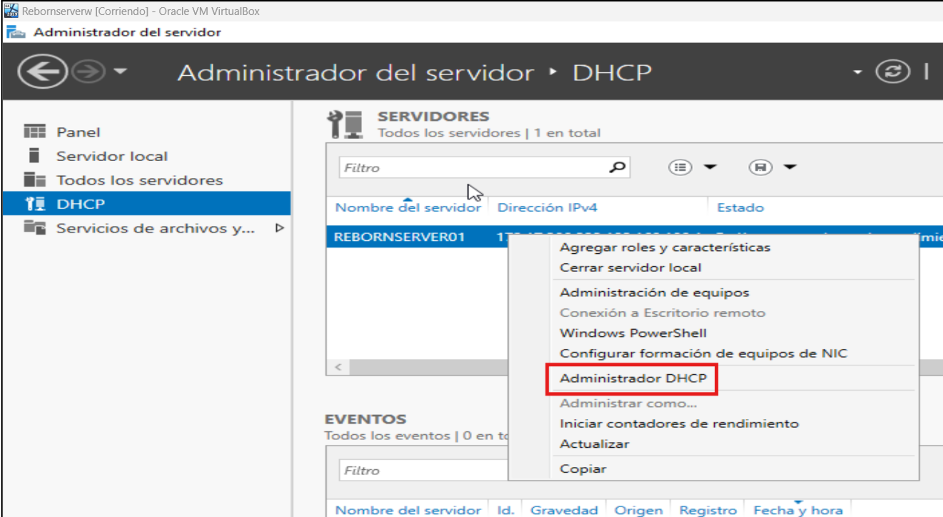 Rebornserverw [Corriendo] - Oracle VM VirtualBox
Administrador del servidor
Administrador del servidor ‣ DHCP
Panel
Servidor local
Todos los servidores
DHCP
Servicios de archivos y...
SERVIDORES
Todos los servidores | 1 en total
Filtro
Nombre del servidor Dirección IPv4 Estado
REBORNSERVER01
Agregar roles y características
Cerrar servidor local
Administración de equipos
Conexión a Escritorio remoto
Windows PowerShell
Configurar formación de equipos de NIC
Administrador DHCP
Administrar como...
Iniciar contadores de rendimiento
Actualizar
Copiar
EVENTOS
Todos los eventos | 0 en
Filtro
Nombre del servidor Id. Gravedad Origen Registro Fecha y hora